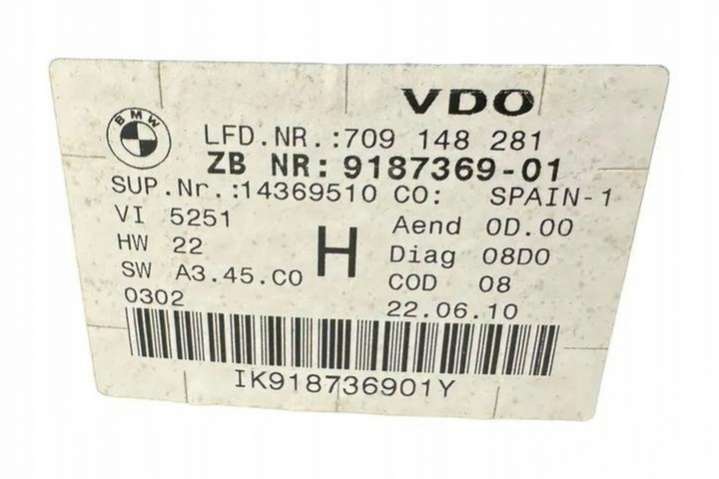 VDO
BMW
LFD.NR.:709 148 281
ZB NR: 9187369-01
SUP.Nr.:14369510 CO: SPAIN-1
VI 5251 Aend 0D.00
HW 22 H Diag 08D0
SW A3.45.C0 COD 08
0302 22.06.10
IK918736901Y